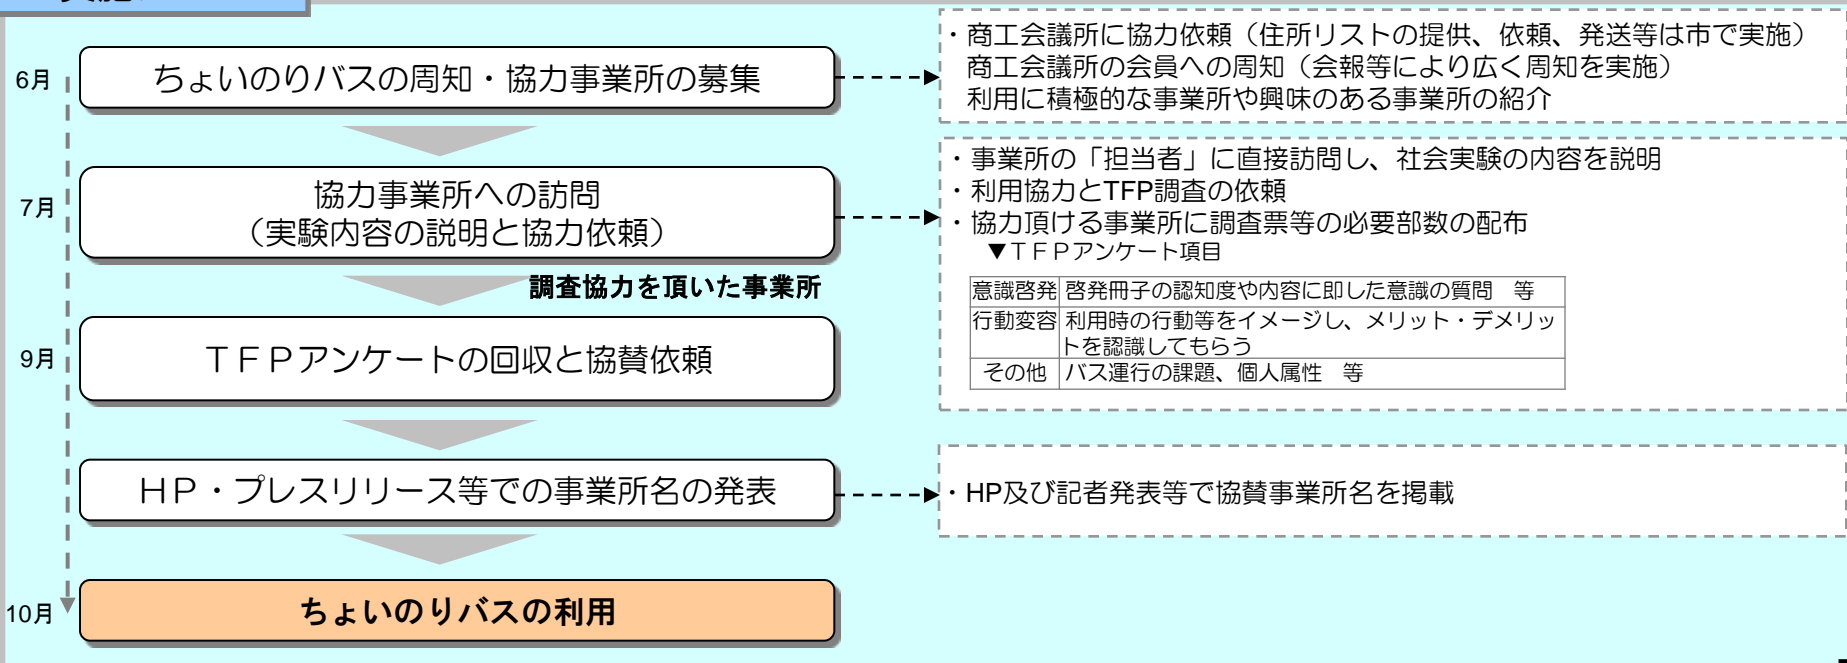 6月
ちょいのりバスの周知・協力事業所の募集
・商工会議所に協力依頼（住所リストの提供、依頼、発送等は市で実施）
商工会議所の会員への周知（会報等により広く周知を実施）
利用に積極的な事業所や興味のある事業所の紹介
7月
協力事業所への訪問
（実験内容の説明と協力依頼）
・事業所の「担当者」に直接訪問し、社会実験の内容を説明
・利用協力とTFP調査の依頼
・協力頂ける事業所に調査票等の必要部数の配布
▼ＴＦＰアンケート項目
意識啓発 啓発冊子の認知度や内容に即した意識の質問　等
行動変容 利用時の行動等をイメージし、メリット・デメリッ
トを認識してもらう
その他 バス運行の課題、個人属性　等
調査協力を頂いた事業所
9月
ＴＦＰアンケートの回収と協賛依頼
ＨＰ・プレスリリース等での事業所名の発表
・HP及び記者発表等で協賛事業所名を掲載
10月
ちょいのりバスの利用